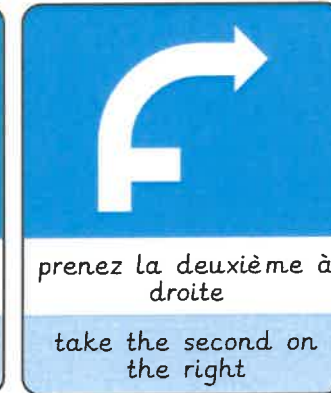 prenez la deuxième à
droite
take the second on
the right